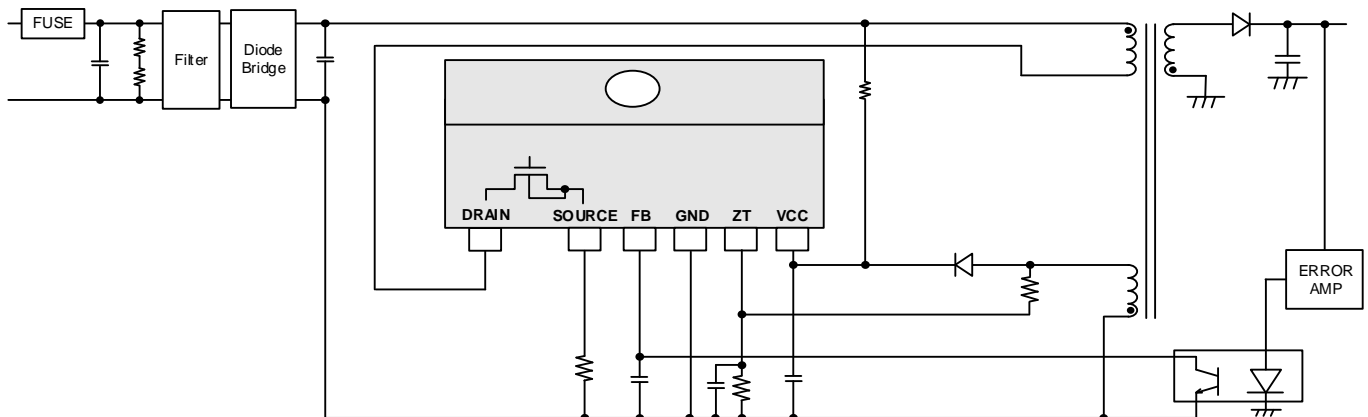 FUSE
Filter
Diode
Bridge
DRAIN SOURCE FB GND ZT VCC
ERROR
AMP